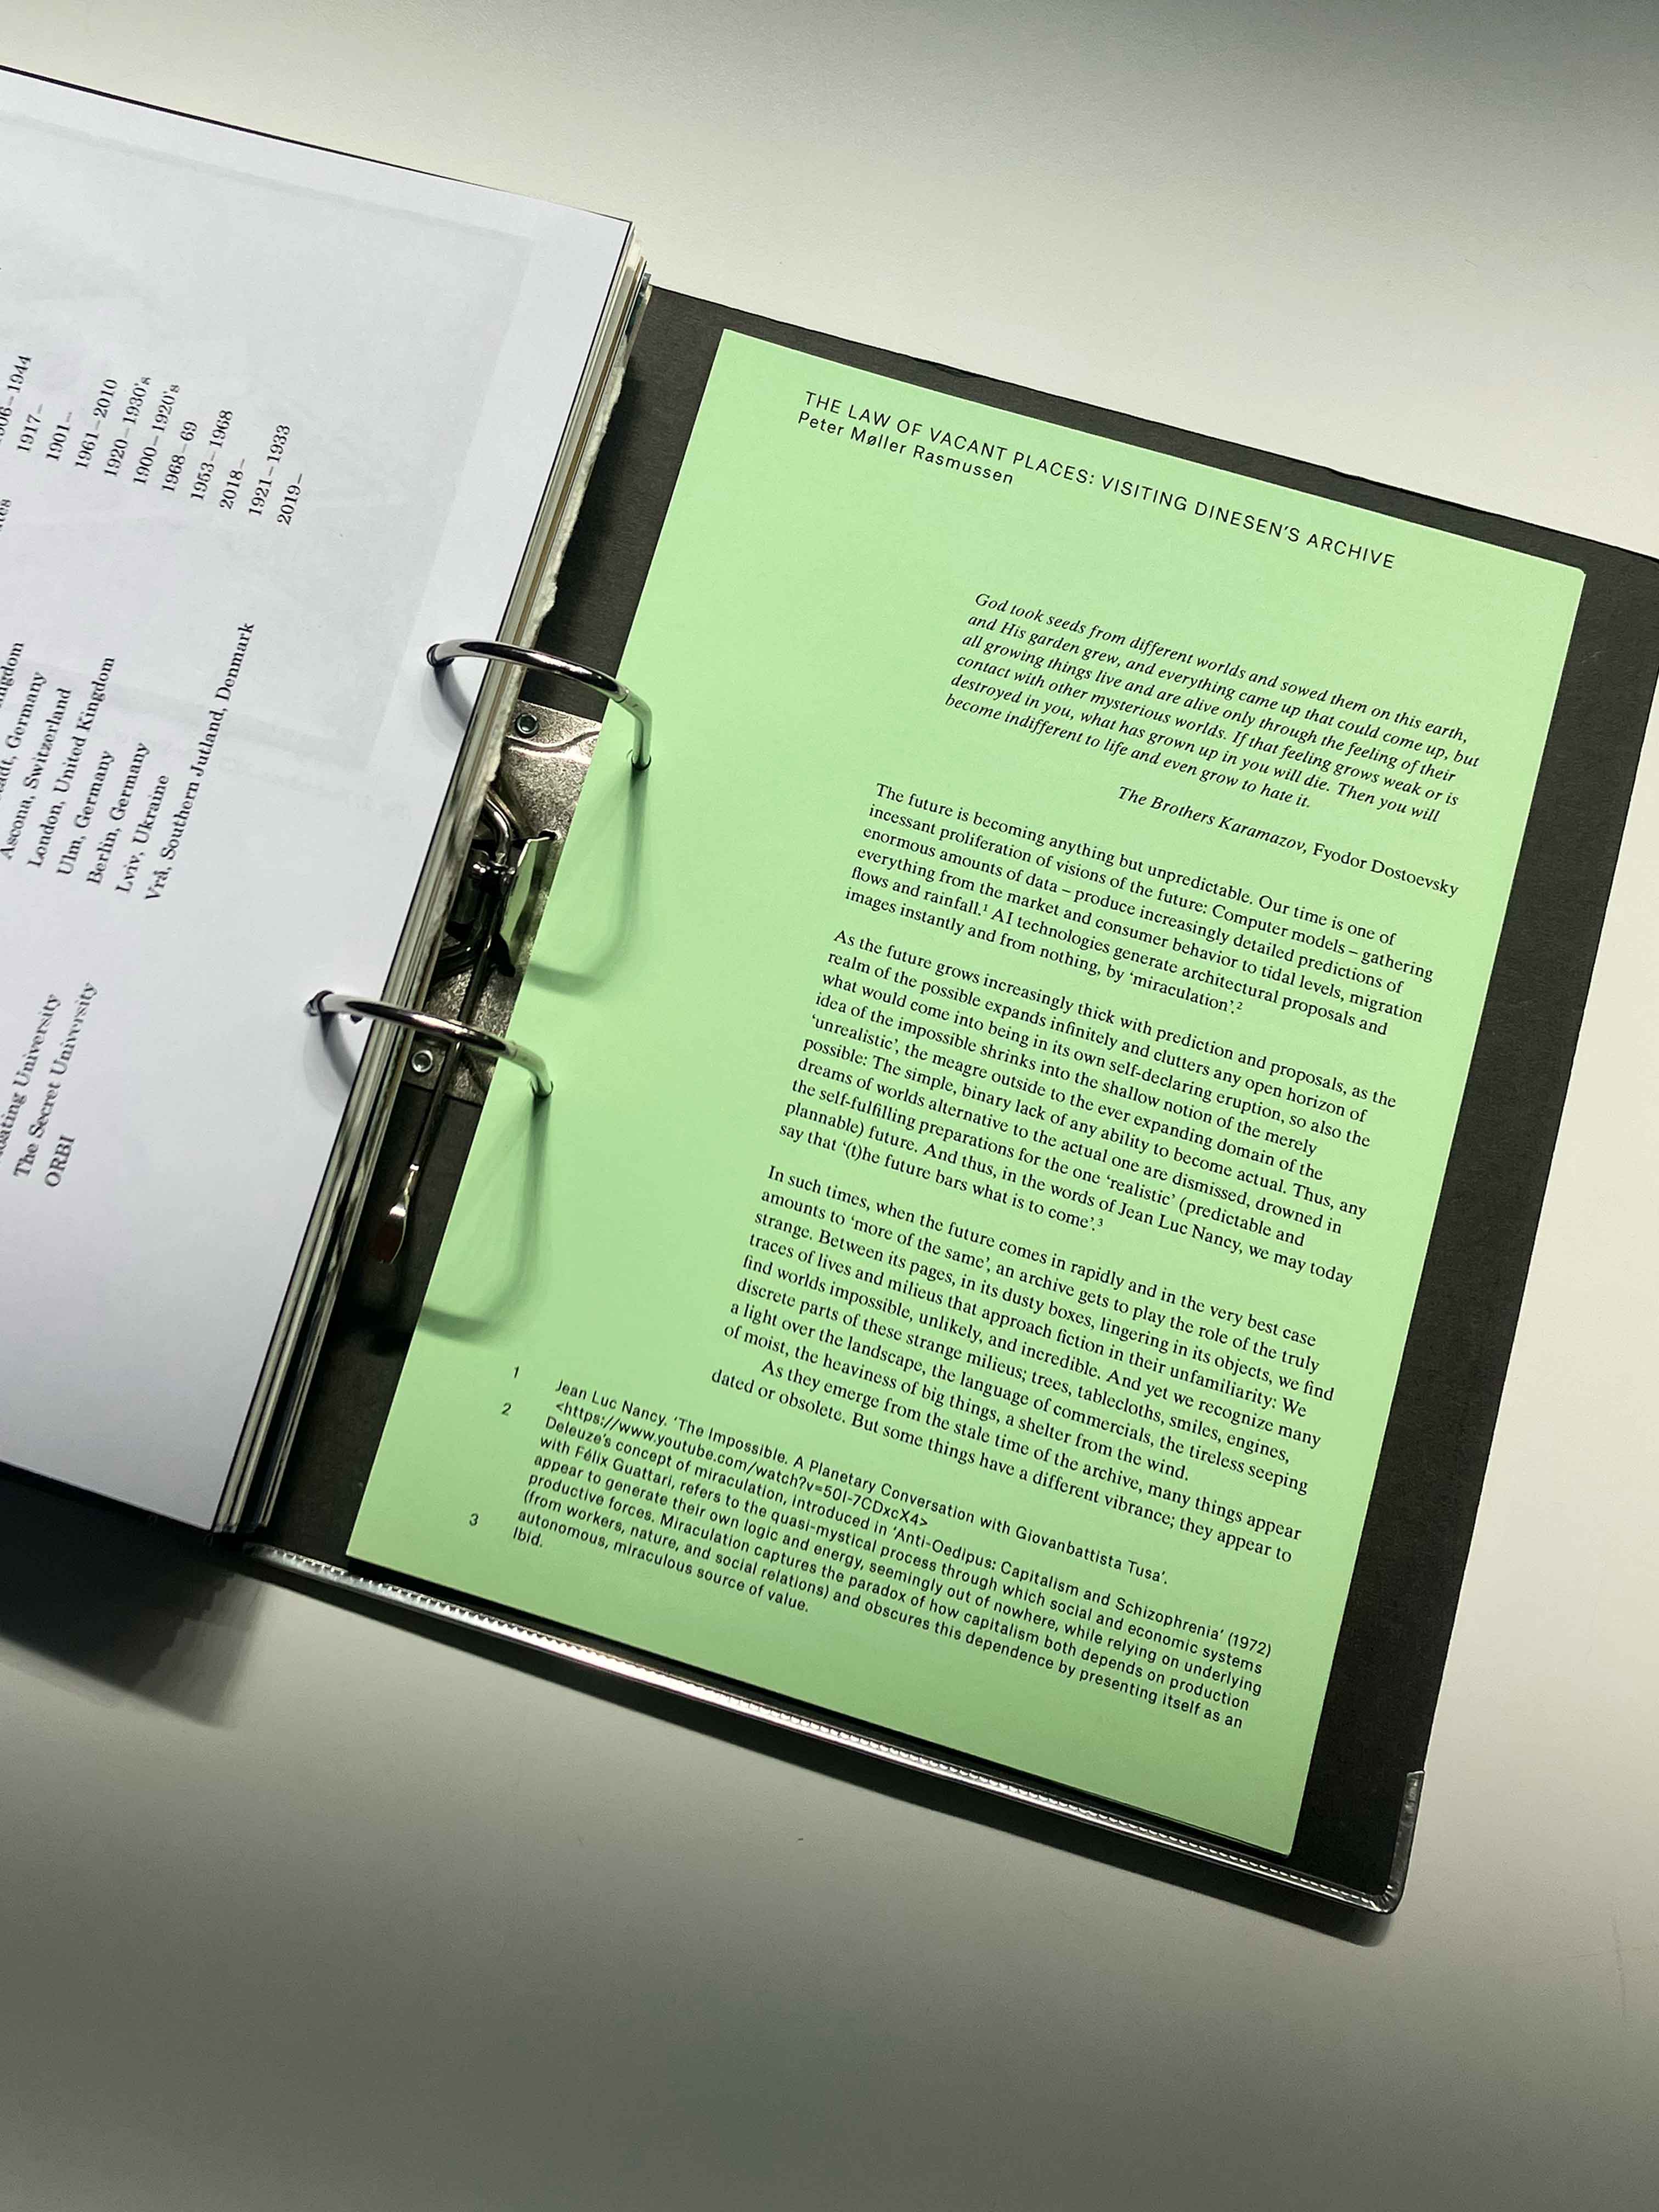 1944
1917–
1901–
1961–2010
1920–1930's
1900–1920's
1968–69
1953–1968
2018–
1921–1933
2019–
Germany
Ascona, Switzerland
London, United Kingdom
Ulm, Germany
Berlin, Germany
Lviv, Ukraine
Vrå, Southern Jutland, Denmark
University
The Secret University
ORBI
THE LAW OF VACANT PLACES: VISITING DINESEN'S ARCHIVE
Peter Møller Rasmussen
God took seeds from different worlds and sowed them on this earth,
and His garden grew, and everything came up that could come up, but
all growing things live and are alive only through the feeling of their
contact with other mysterious worlds. If that feeling grows weak or is
destroyed in you, what has grown up in you will die. Then you will
become indifferent to life and even grow to hate it.
The Brothers Karamazov, Fyodor Dostoevsky
The future is becoming anything but unpredictable. Our time is one of
incessant proliferation of visions of the future: Computer models – gathering
enormous amounts of data – produce increasingly detailed predictions of
everything from the market and consumer behavior to tidal levels, migration
flows and rainfall.¹ AI technologies generate architectural proposals and
images instantly and from nothing, by ‘miraculation’.²
As the future grows increasingly thick with prediction and proposals, as the
realm of the possible expands infinitely and clutters any open horizon of
what would come into being in its own self-declaring eruption, so also the
idea of the impossible shrinks into the shallow notion of the merely
‘unrealistic’, the meagre outside to the ever expanding domain of the
possible: The simple, binary lack of any ability to become actual. Thus, any
dreams of worlds alternative to the actual one are dismissed, drowned in
the self-fulfilling preparations for the one ‘realistic’ (predictable and
plannable) future. And thus, in the words of Jean Luc Nancy, we may today
say that ‘(t)he future bars what is to come’.³
In such times, when the future comes in rapidly and in the very best case
amounts to ‘more of the same’, an archive gets to play the role of the truly
strange. Between its pages, in its dusty boxes, lingering in its objects, we find
traces of lives and milieus that approach fiction in their unfamiliarity: We
find worlds impossible, unlikely, and incredible. And yet we recognize many
discrete parts of these strange milieus; trees, tablecloths, smiles, engines,
a light over the landscape, the language of commercials, the tireless seeping
of moist, the heaviness of big things, a shelter from the wind.
As they emerge from the stale time of the archive, many things appear
dated or obsolete. But some things have a different vibrance; they appear to
1 Jean Luc Nancy. ‘The Impossible. A Planetary Conversation with Giovanbattista Tusa’.
<https://www.youtube.com/watch?v=50I-7CDxcX4>
2 Deleuze's concept of miraculation, introduced in ‘Anti-Oedipus: Capitalism and Schizophrenia’ (1972)
with Félix Guattari, refers to the quasi-mystical process through which social and economic systems
appear to generate their own logic and energy, seemingly out of nowhere, while relying on underlying
productive forces. Miraculation captures the paradox of how capitalism both depends on production
(from workers, nature, and social relations) and obscures this dependence by presenting itself as an
autonomous, miraculous source of value.
3 Ibid.